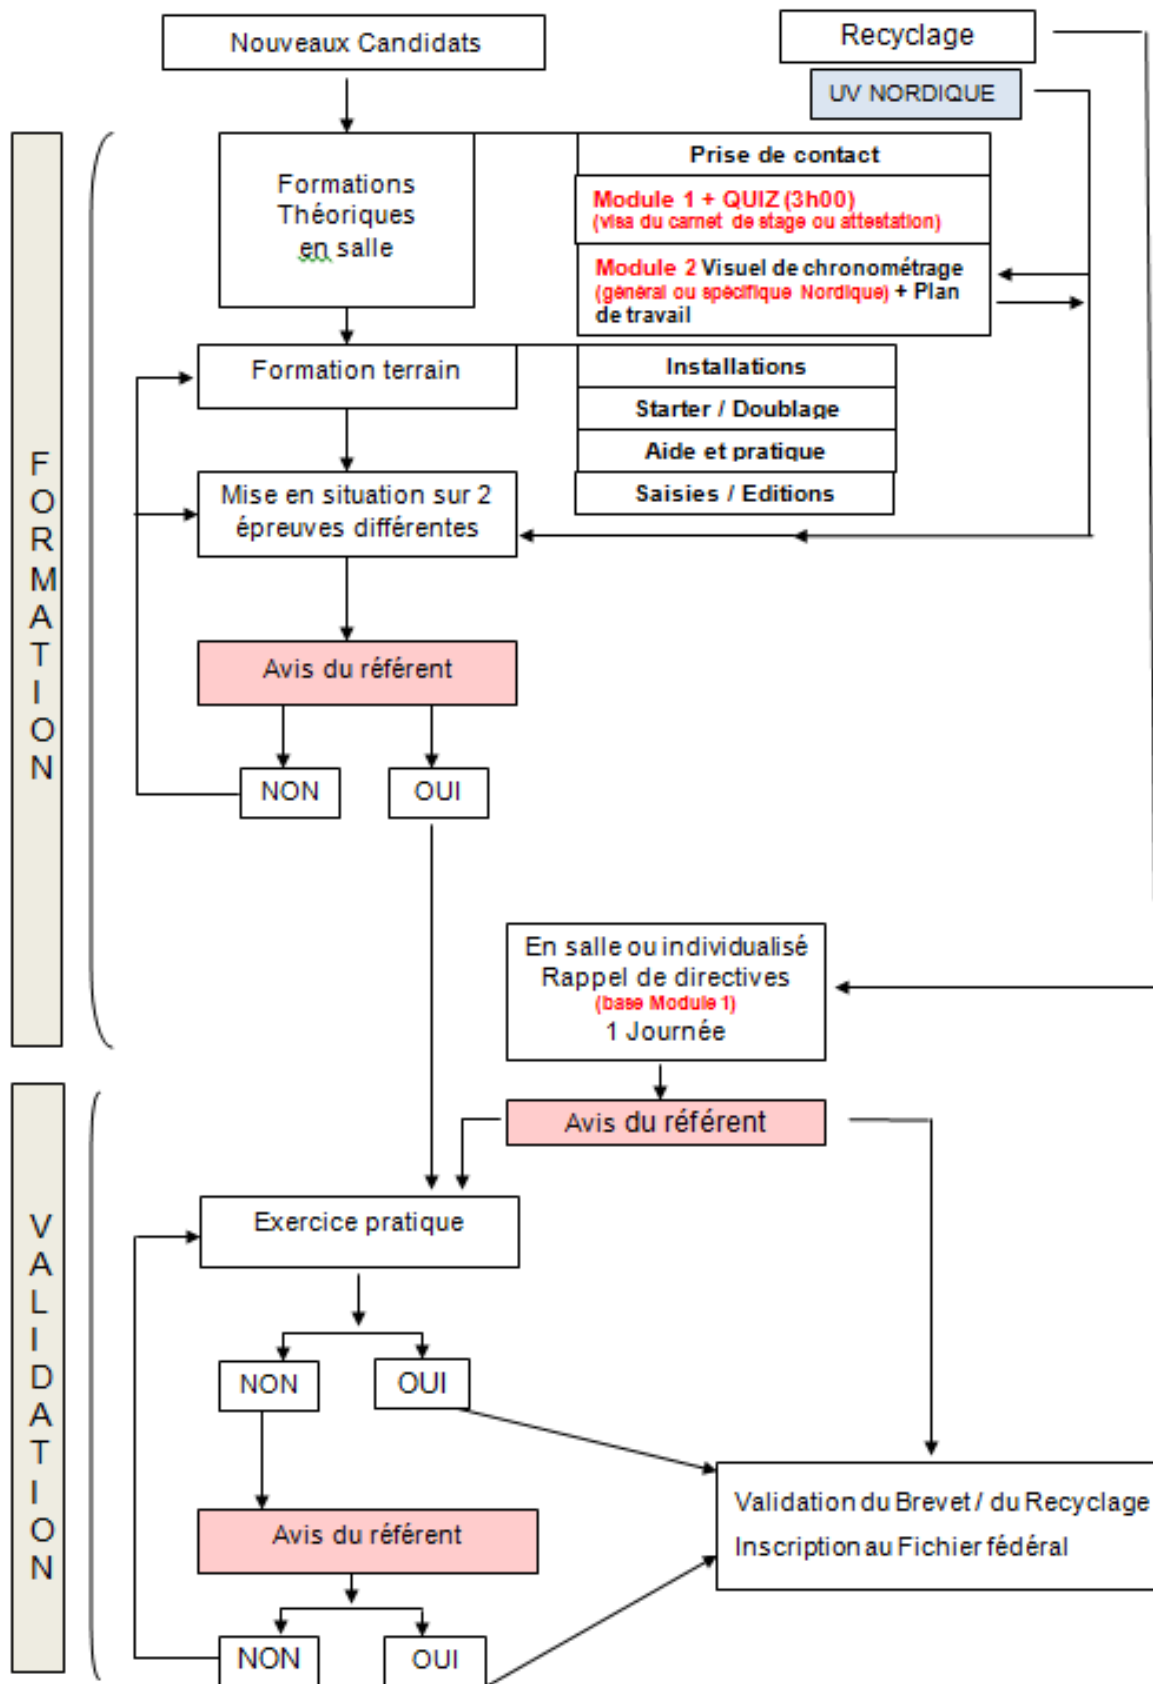 Nouveaux Candidats
Recyclage
UV NORDIQUE
FORMATION
Formations
Théoriques
en salle
Prise de contact
Module 1 + QUIZ (3h00)
(visa du carnet de stage ou attestation)
Module 2 Visuel de chronométrage
(général ou spécifique Nordique) + Plan
de travail
Formation terrain
Installations
Starter / Doublage
Aide et pratique
Saisies / Editions
Mise en situation sur 2
épreuves différentes
Avis du référent
NON
OUI
En salle ou individualisé
Rappel de directives
(base Module 1)
1 Journée
Avis du référent
VALIDATION
Exercice pratique
NON
OUI
Validation du Brevet / du Recyclage
Inscription au Fichier fédéral
Avis du référent
NON
OUI